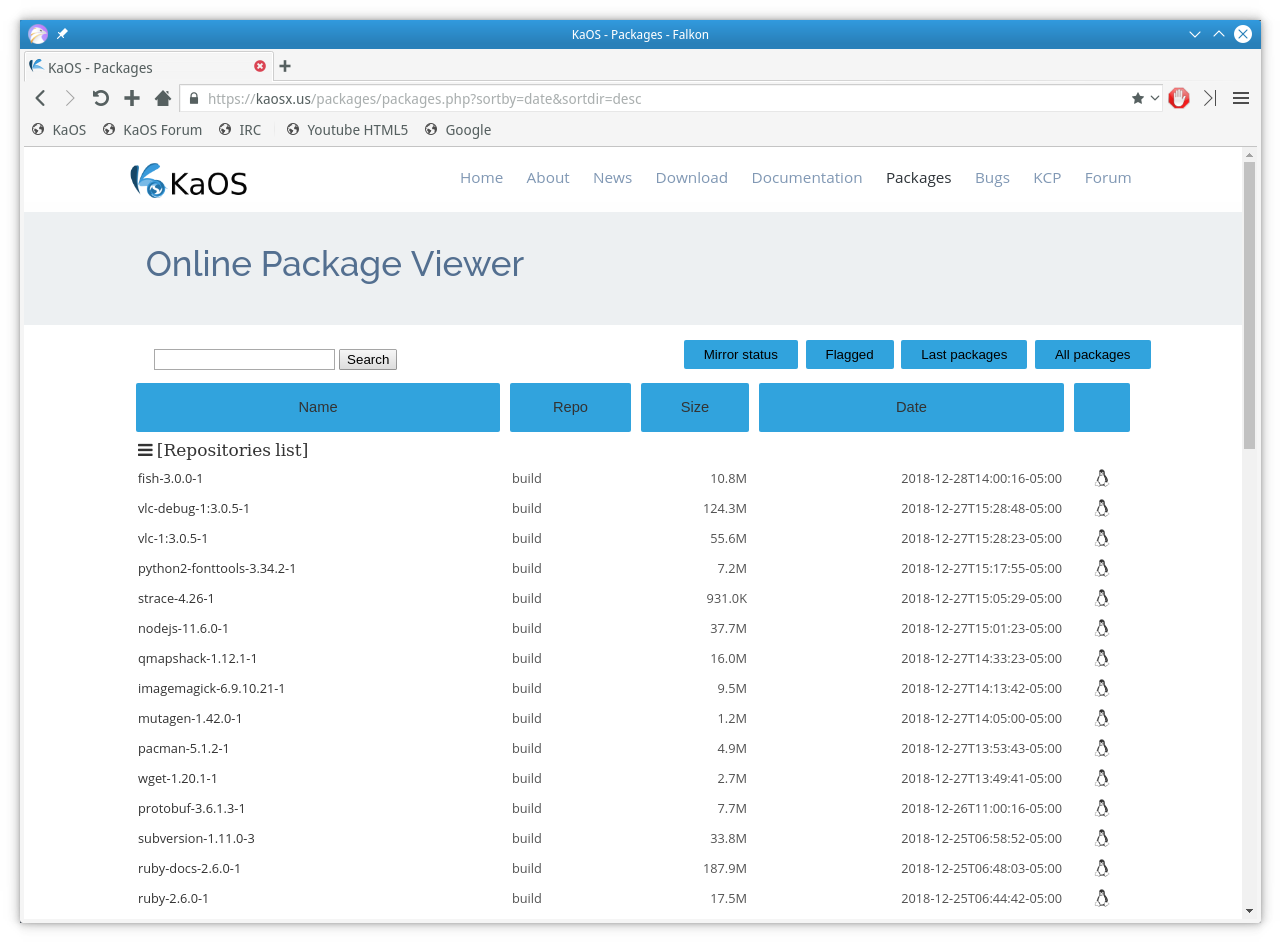 KaOS - Packages - Falkon
KaOS - Packages
https://kaosx.us/packages/packages.php?sortby=date&sortdir=desc
KaOS KaOS Forum IRC Youtube HTML5 Google
KaOS Home About News Download Documentation Packages Bugs KCP Forum
Online Package Viewer
Search Mirror status Flagged Last packages All packages
Name Repo Size Date
[Repositories list]
fish-3.0.0-1 build 10.8M 2018-12-28T14:00:16-05:00
vlc-debug-1:3.0.5-1 build 124.3M 2018-12-27T15:28:48-05:00
vlc-1:3.0.5-1 build 55.6M 2018-12-27T15:28:23-05:00
python2-fonttools-3.34.2-1 build 7.2M 2018-12-27T15:17:55-05:00
strace-4.26-1 build 931.0K 2018-12-27T15:05:29-05:00
nodejs-11.6.0-1 build 37.7M 2018-12-27T15:01:23-05:00
qmapshack-1.12.1-1 build 16.0M 2018-12-27T14:33:23-05:00
imagemagick-6.9.10.21-1 build 9.5M 2018-12-27T14:13:42-05:00
mutagen-1.42.0-1 build 1.2M 2018-12-27T14:05:00-05:00
pacman-5.1.2-1 build 4.9M 2018-12-27T13:53:43-05:00
wget-1.20.1-1 build 2.7M 2018-12-27T13:49:41-05:00
protobuf-3.6.1.3-1 build 7.7M 2018-12-26T11:00:16-05:00
subversion-1.11.0-3 build 33.8M 2018-12-25T06:58:52-05:00
ruby-docs-2.6.0-1 build 187.9M 2018-12-25T06:48:03-05:00
ruby-2.6.0-1 build 17.5M 2018-12-25T06:44:42-05:00